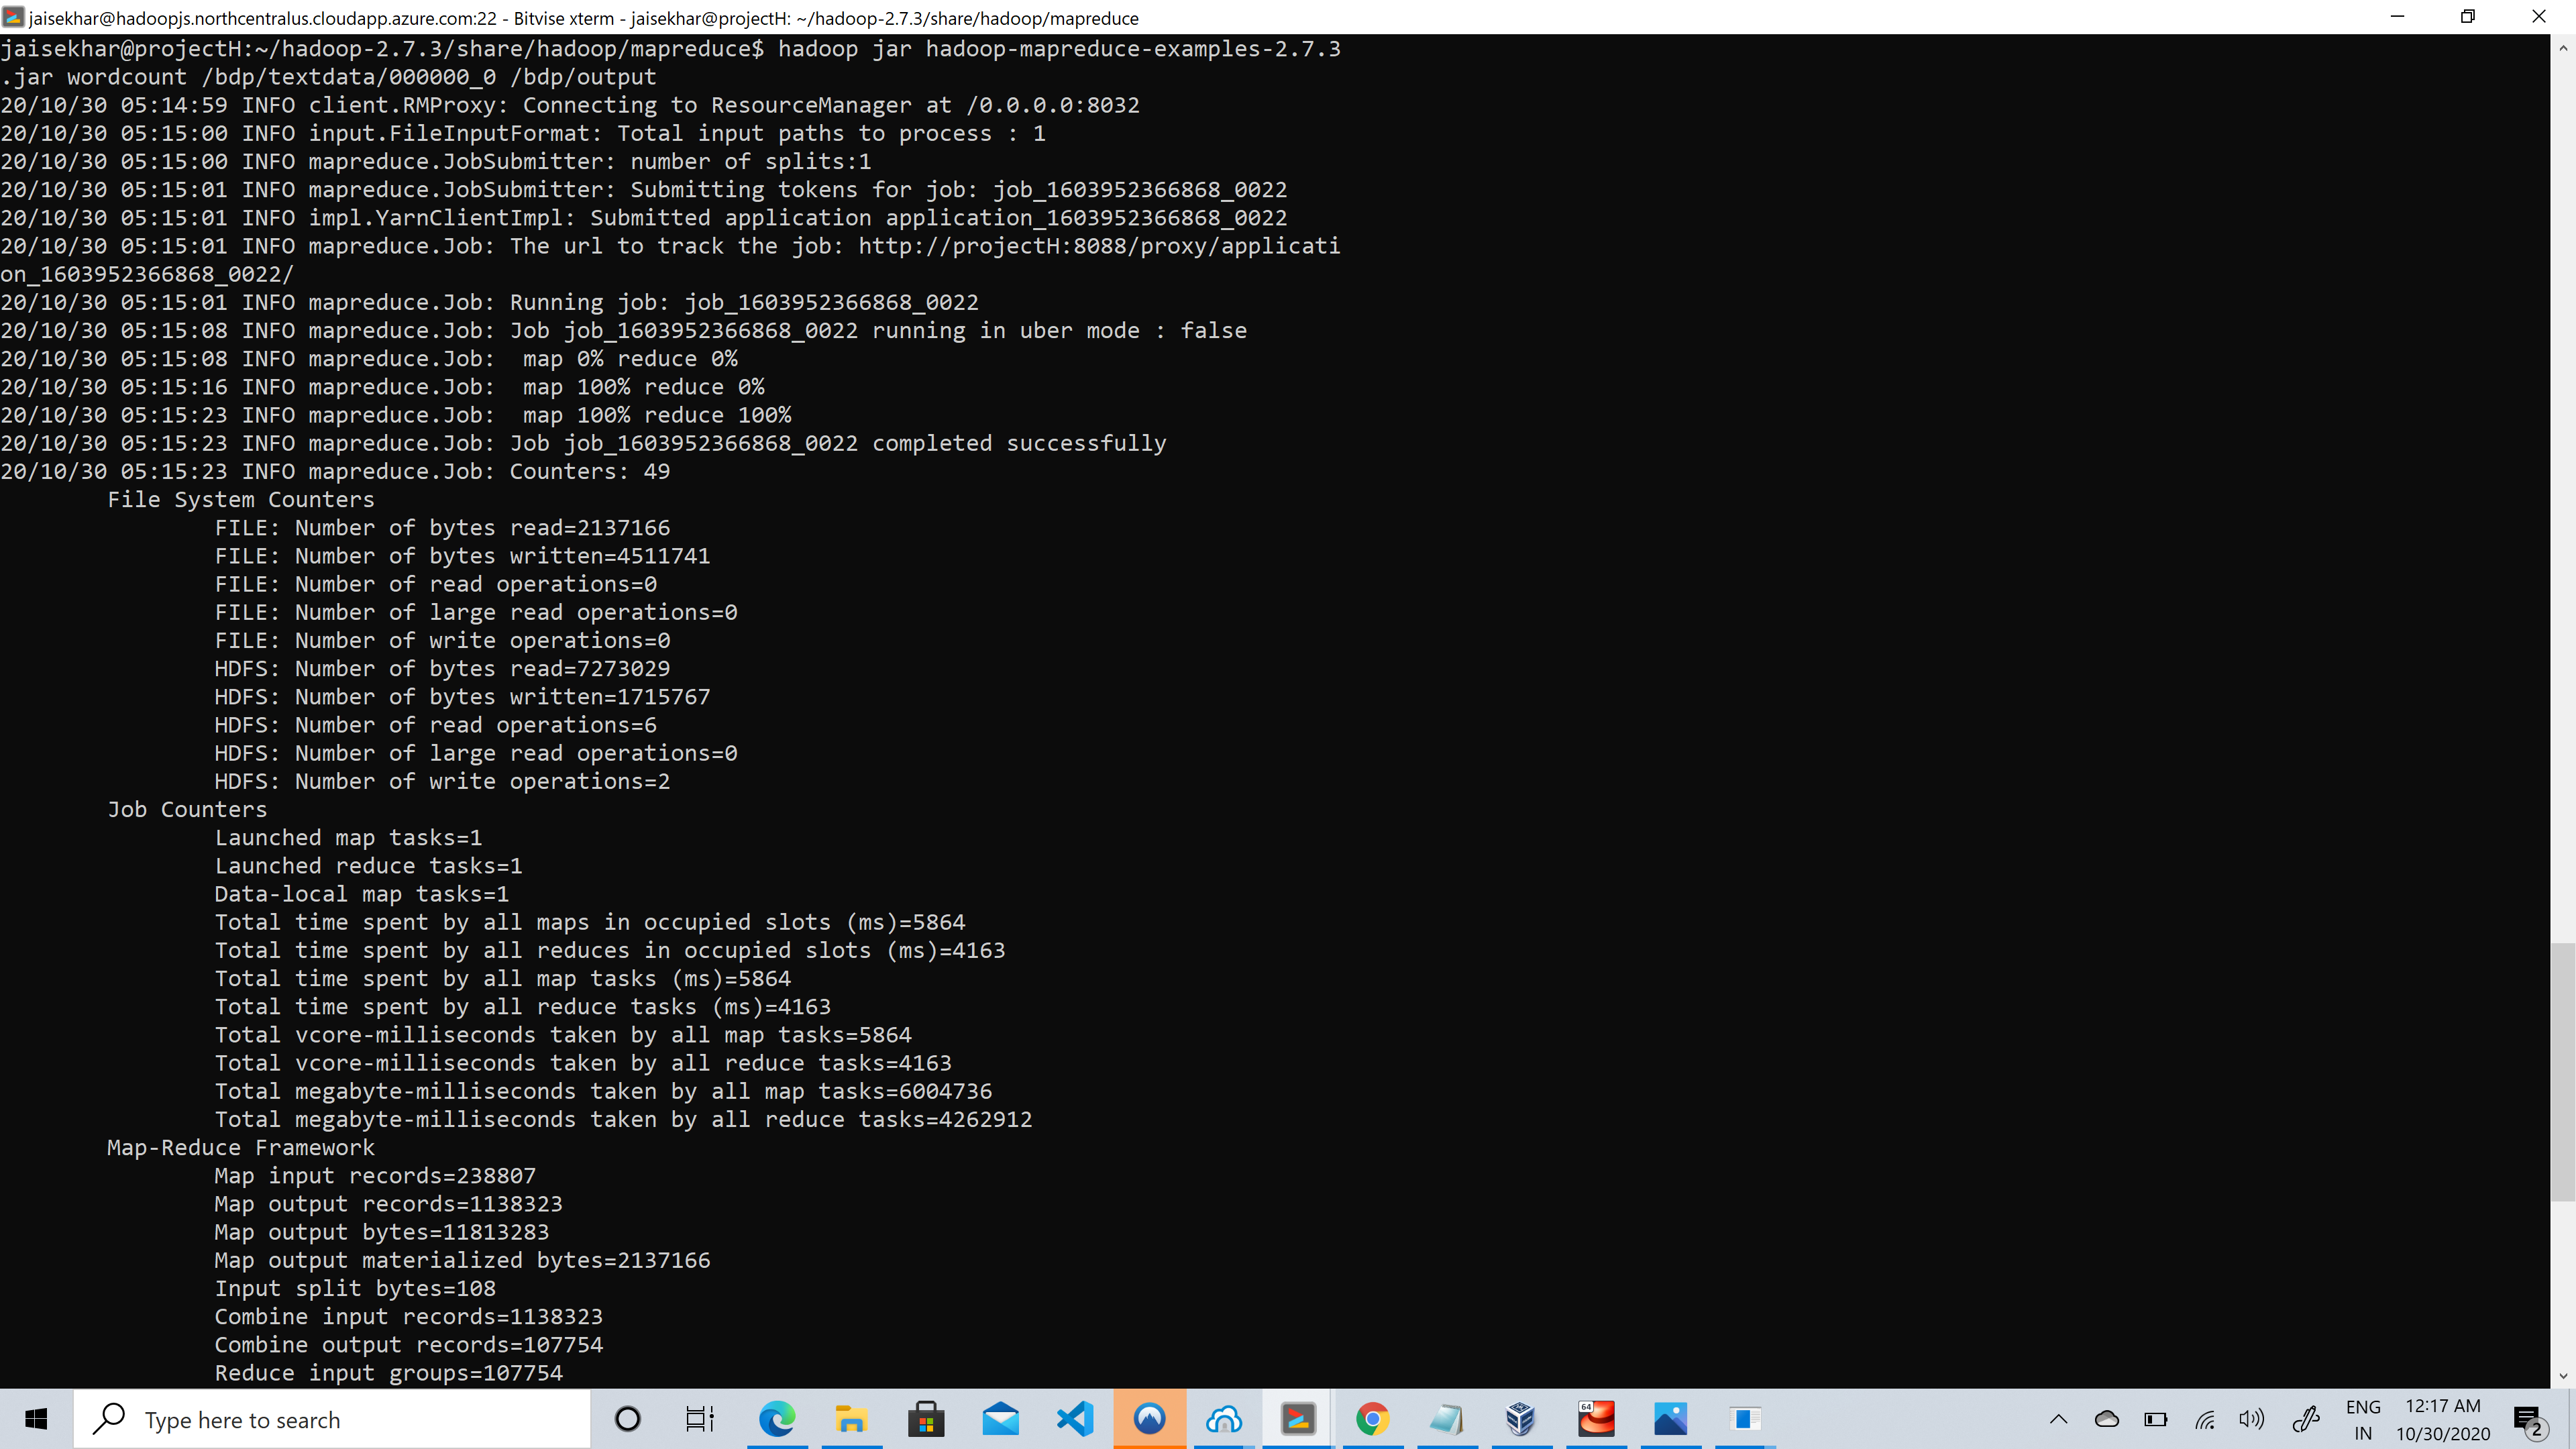 jaisekhar@hadoopjs.northcentralus.cloudapp.azure.com:22 - Bitvise xterm - jaisekhar@projectH: ~/hadoop-2.7.3/share/hadoop/mapreduce
jaisekhar@projectH:~/hadoop-2.7.3/share/hadoop/mapreduce$ hadoop jar hadoop-mapreduce-examples-2.7.3
.jar wordcount /bdp/textdata/000000_0 /bdp/output
20/10/30 05:14:59 INFO client.RMProxy: Connecting to ResourceManager at /0.0.0.0:8032
20/10/30 05:15:00 INFO input.FileInputFormat: Total input paths to process : 1
20/10/30 05:15:00 INFO mapreduce.JobSubmitter: number of splits:1
20/10/30 05:15:01 INFO mapreduce.JobSubmitter: Submitting tokens for job: job_1603952366868_0022
20/10/30 05:15:01 INFO impl.YarnClientImpl: Submitted application application_1603952366868_0022
20/10/30 05:15:01 INFO mapreduce.Job: The url to track the job: http://projectH:8088/proxy/applicati
on_1603952366868_0022/
20/10/30 05:15:01 INFO mapreduce.Job: Running job: job_1603952366868_0022
20/10/30 05:15:08 INFO mapreduce.Job: Job job_1603952366868_0022 running in uber mode : false
20/10/30 05:15:08 INFO mapreduce.Job:  map 0% reduce 0%
20/10/30 05:15:16 INFO mapreduce.Job:  map 100% reduce 0%
20/10/30 05:15:23 INFO mapreduce.Job:  map 100% reduce 100%
20/10/30 05:15:23 INFO mapreduce.Job: Job job_1603952366868_0022 completed successfully
20/10/30 05:15:23 INFO mapreduce.Job: Counters: 49
File System Counters
FILE: Number of bytes read=2137166
FILE: Number of bytes written=4511741
FILE: Number of read operations=0
FILE: Number of large read operations=0
FILE: Number of write operations=0
HDFS: Number of bytes read=7273029
HDFS: Number of bytes written=1715767
HDFS: Number of read operations=6
HDFS: Number of large read operations=0
HDFS: Number of write operations=2
Job Counters
Launched map tasks=1
Launched reduce tasks=1
Data-local map tasks=1
Total time spent by all maps in occupied slots (ms)=5864
Total time spent by all reduces in occupied slots (ms)=4163
Total time spent by all map tasks (ms)=5864
Total time spent by all reduce tasks (ms)=4163
Total vcore-milliseconds taken by all map tasks=5864
Total vcore-milliseconds taken by all reduce tasks=4163
Total megabyte-milliseconds taken by all map tasks=6004736
Total megabyte-milliseconds taken by all reduce tasks=4262912
Map-Reduce Framework
Map input records=238807
Map output records=1138323
Map output bytes=11813283
Map output materialized bytes=2137166
Input split bytes=108
Combine input records=1138323
Combine output records=107754
Reduce input groups=107754
Type here to search
64
ENG
IN
12:17 AM
10/30/2020
2